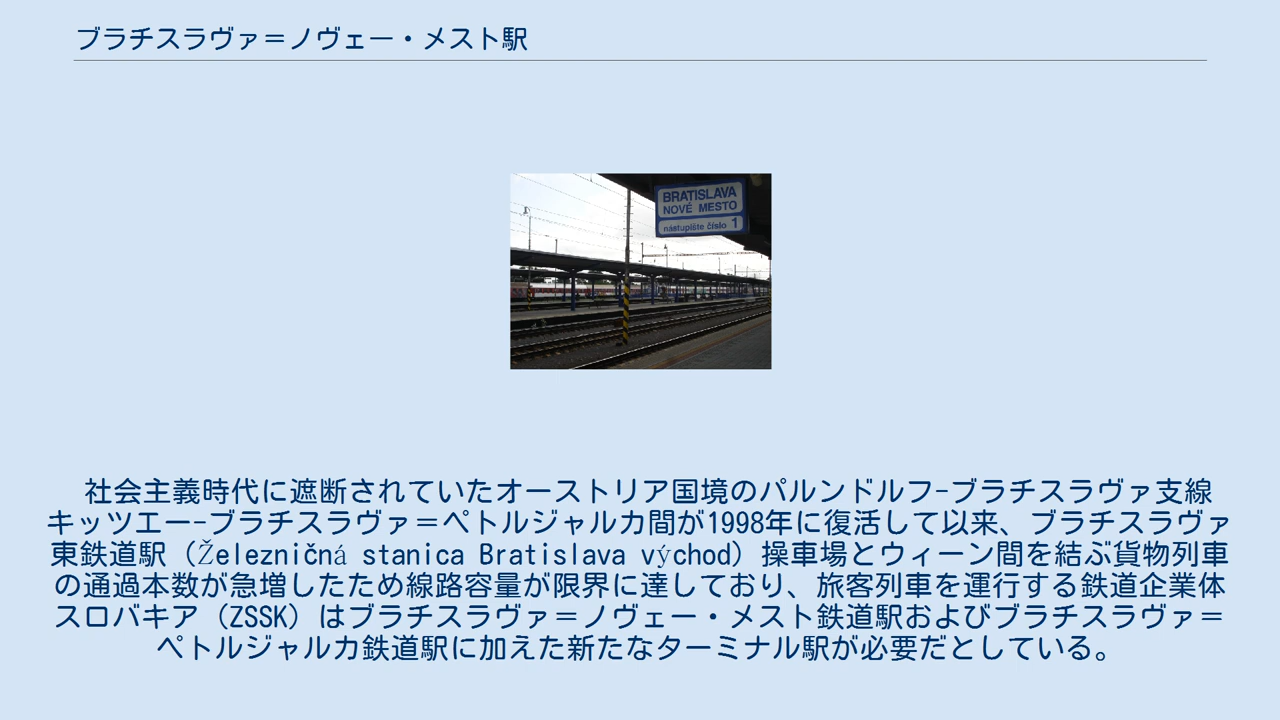 ブラチスラヴァ＝ノヴェー・メスト駅
BRATISLAVA
NOVÉ MESTO
nástupište číslo 1
社会主義時代に遮断されていたオーストリア国境のパルンドルフ-ブラチスラヴァ支線
キッツエー-ブラチスラヴァ＝ペトルジャルカ間が1998年に復活して以来、ブラチスラヴァ
東鉄道駅（Železničná stanica Bratislava východ）操車場とウィーン間を結ぶ貨物列車
の通過本数が急増したため線路容量が限界に達しており、旅客列車を運行する鉄道企業体
スロバキア（ZSSK）はブラチスラヴァ＝ノヴェー・メスト鉄道駅およびブラチスラヴァ＝
ペトルジャルカ鉄道駅に加えた新たなターミナル駅が必要だとしている。